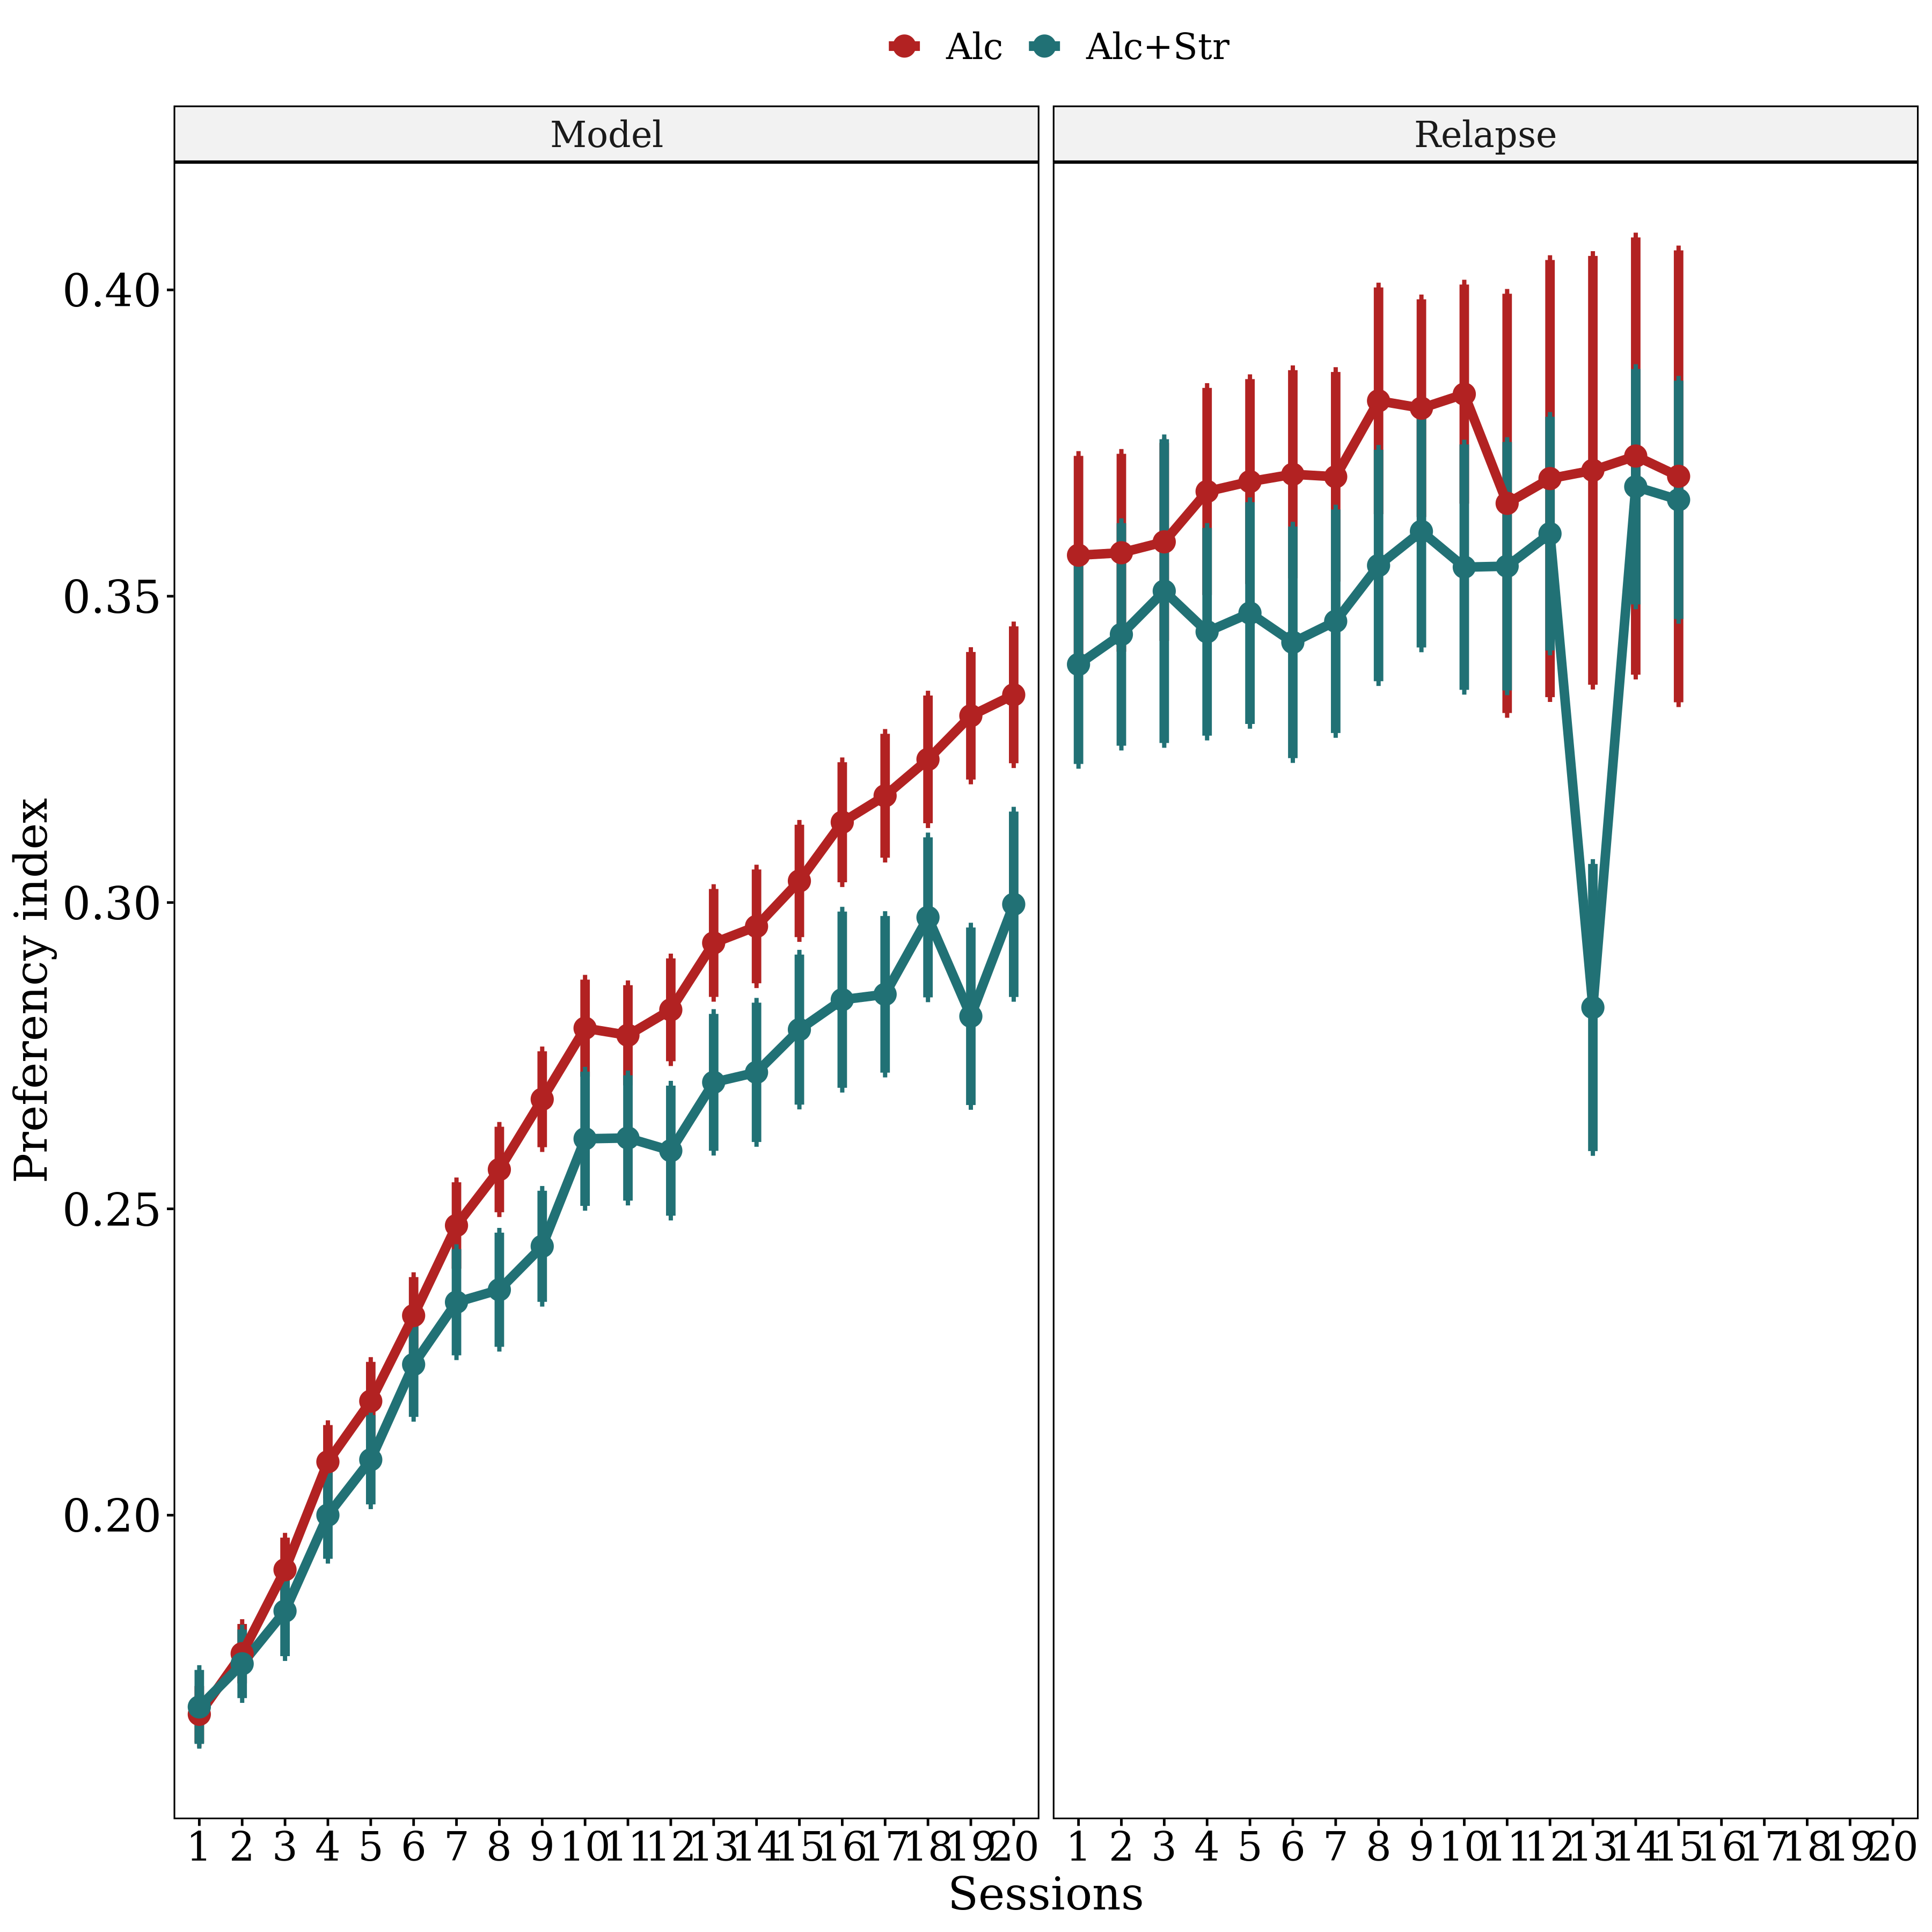 Alc Alc+Str
Model Relapse
0.40
0.35
0.30
0.25
0.20
Preferency index
1 2 3 4 5 6 7 8 9 10 11 12 13 14 15 16 17 18 19 20 1 2 3 4 5 6 7 8 9 10 11 12 13 14 15 16 17 18 19 20
Sessions